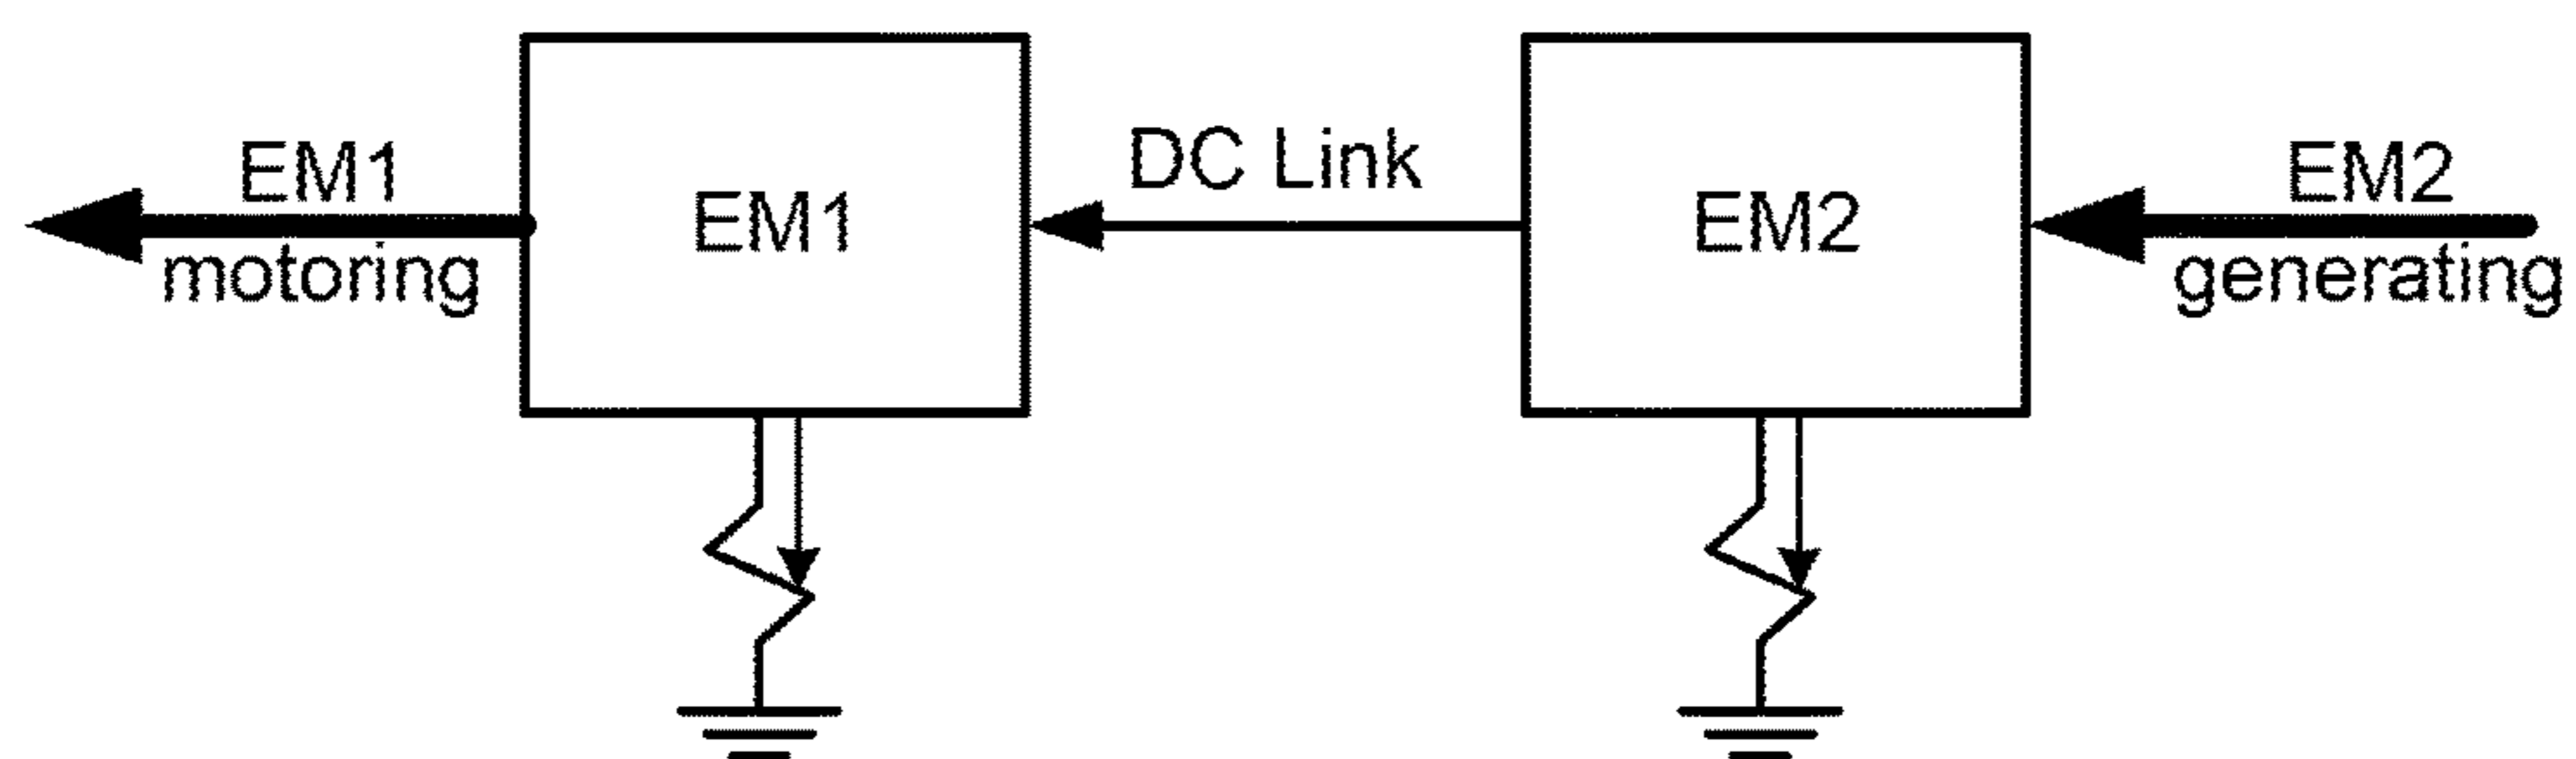 EM1
motoring
EM1
DC Link
EM2
EM2
generating